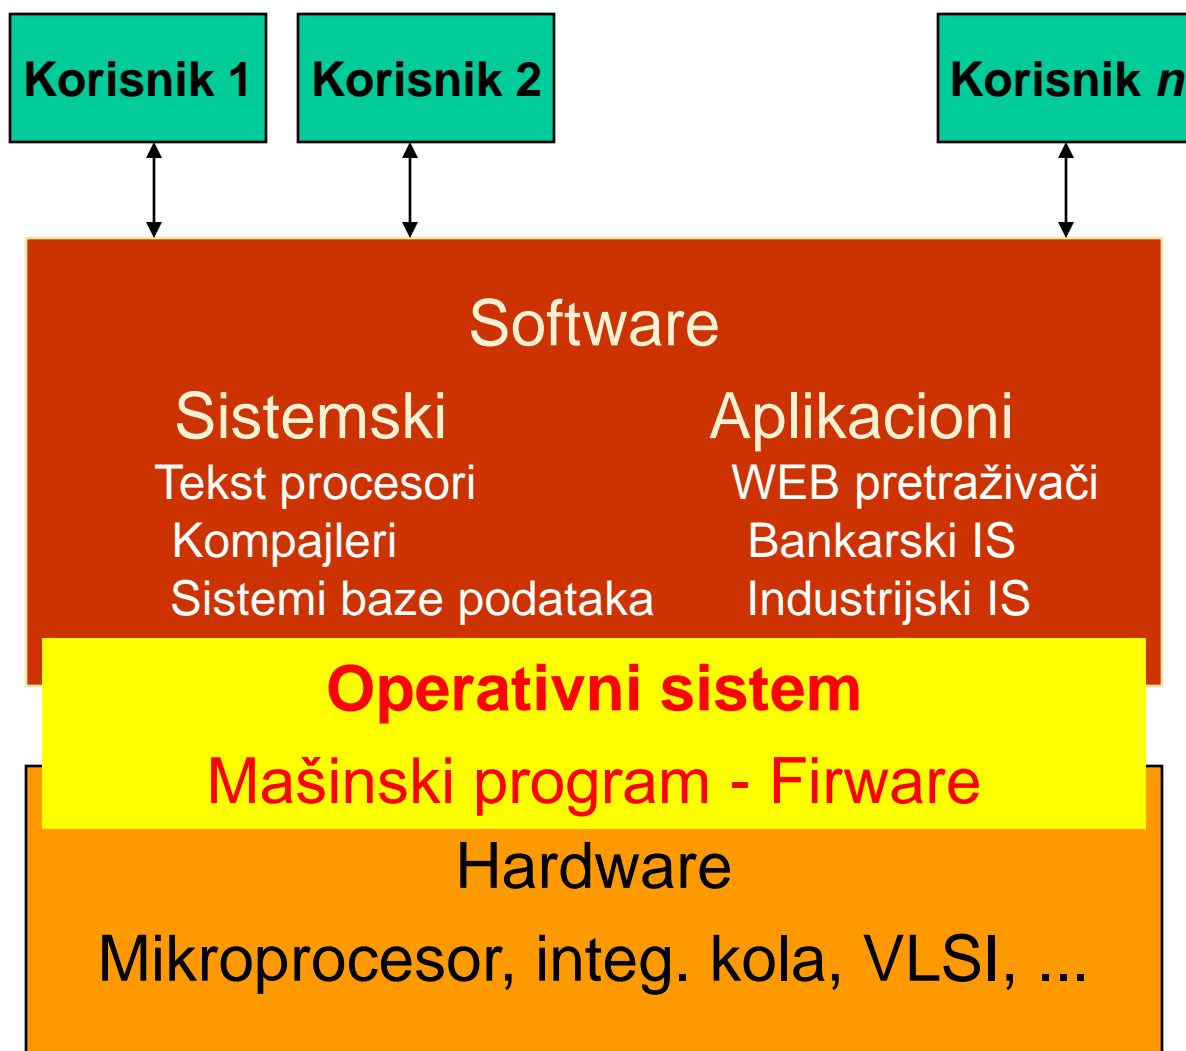 Korisnik 1
Korisnik 2
Korisnik n
Software
Sistemski
Aplikacioni
Tekst procesori
WEB pretraživači
Kompajleri
Bankarski IS
Sistemi baze podataka
Industrijski IS
Operativni sistem
Mašinski program - Firware
Hardware
Mikroprocesor, integ. kola, VLSI, ...